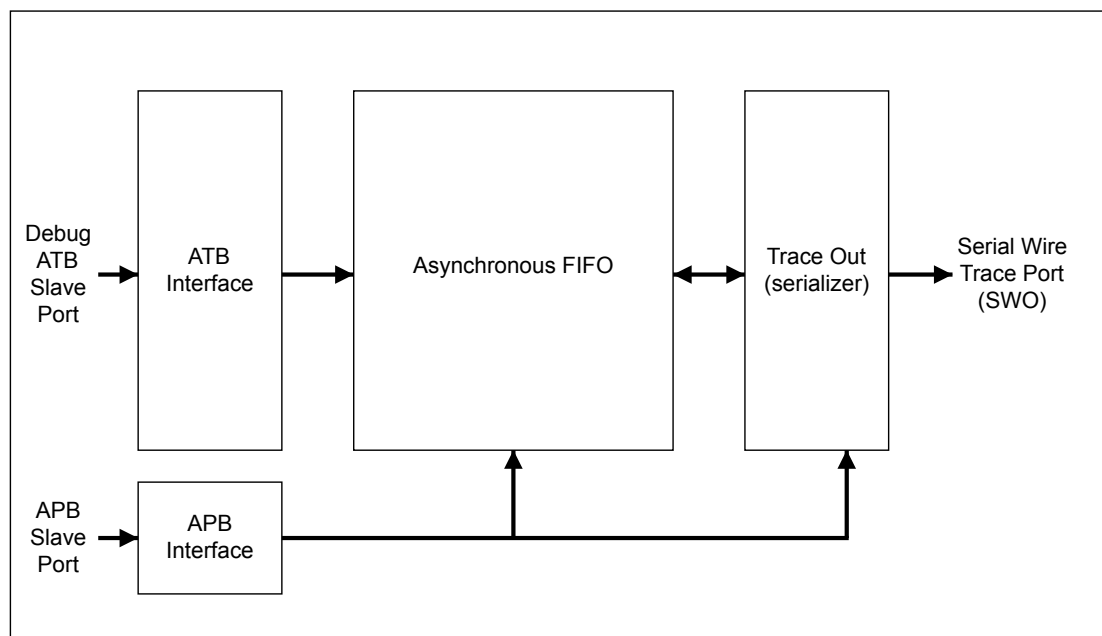 Debug
ATB
Slave
Port
ATB
Interface
Asynchronous FIFO
Trace Out
(serializer)
Serial Wire
Trace Port
(SWO)
APB
Slave
Port
APB
Interface